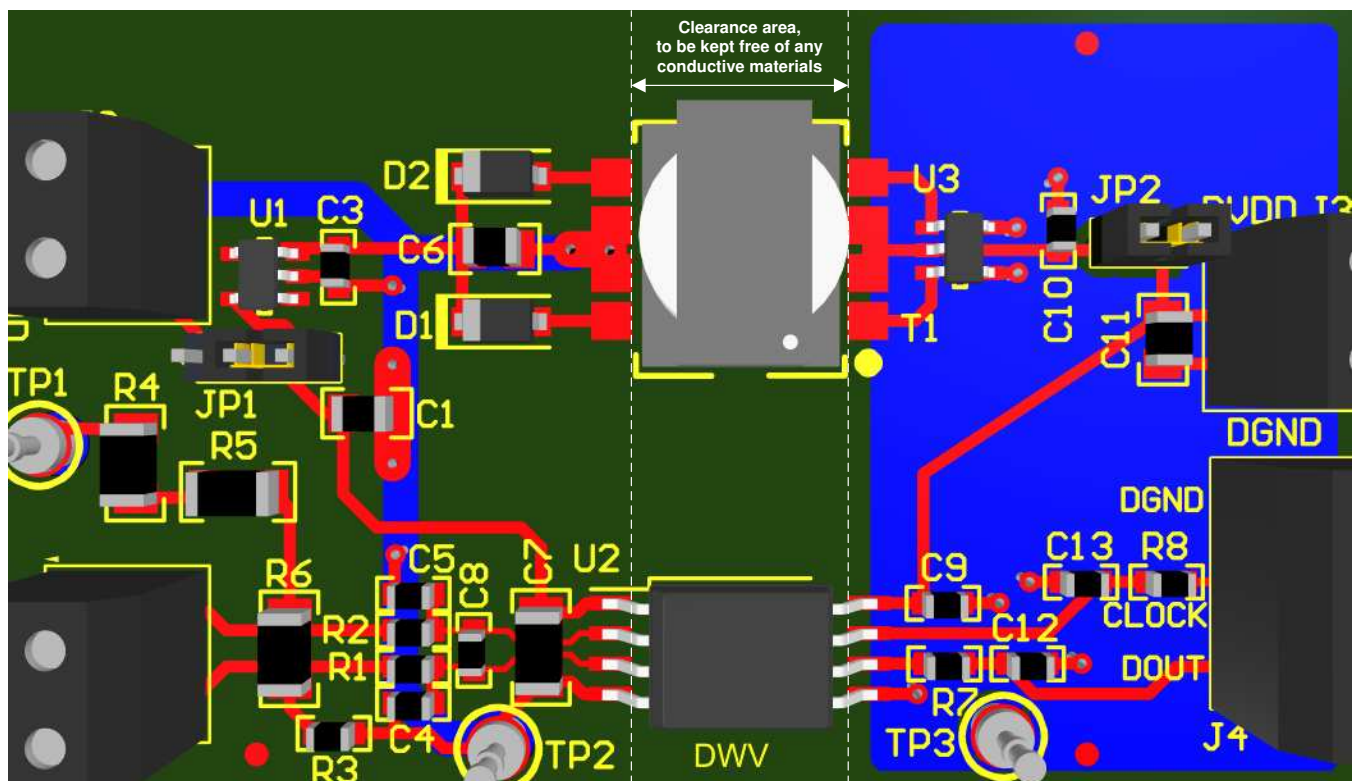 Clearance area,
to be kept free of any
conductive materials
D2
U3
JP2
U1
C3
C6
C10
D1
T1
C11
TP1
R4
JP1
C1
R5
DGND
DGND
C5
C7
U2
C13
R8
R6
C8
C9
CLOCK
R2
C12
R1
DOUT
R7
C4
TP2
TP3
J4
R3
DWV